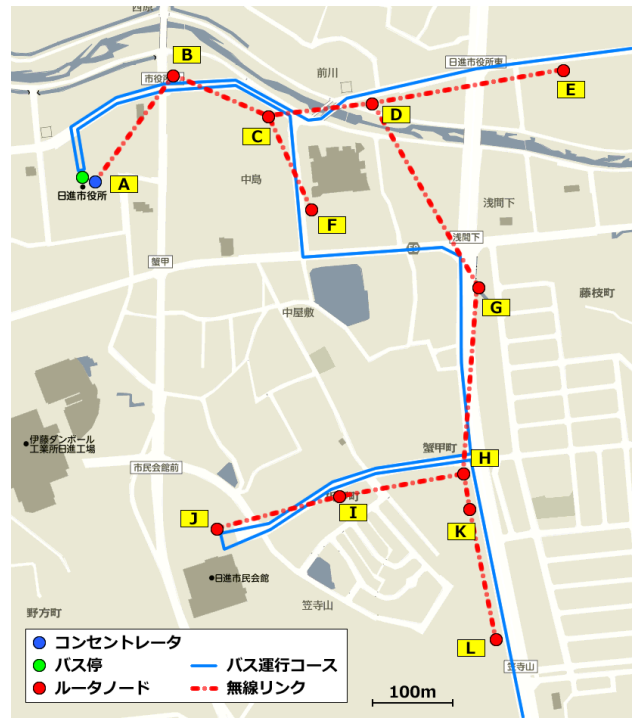 西原
B
市役所
前川
日進市役所東
E
C
D
A
日進市役所
中島
F
浅間下
浅間下
蟹甲
G
藤枝町
中屋敷
伊藤ダンボール
工業所日進工場
蟹甲町
H
市民会館前
J
I
K
日進市民会館
笠寺山
野方町
L
笠寺山
コンセントレータ
バス停
バス運行コース
ルータノード
無線リンク
100m